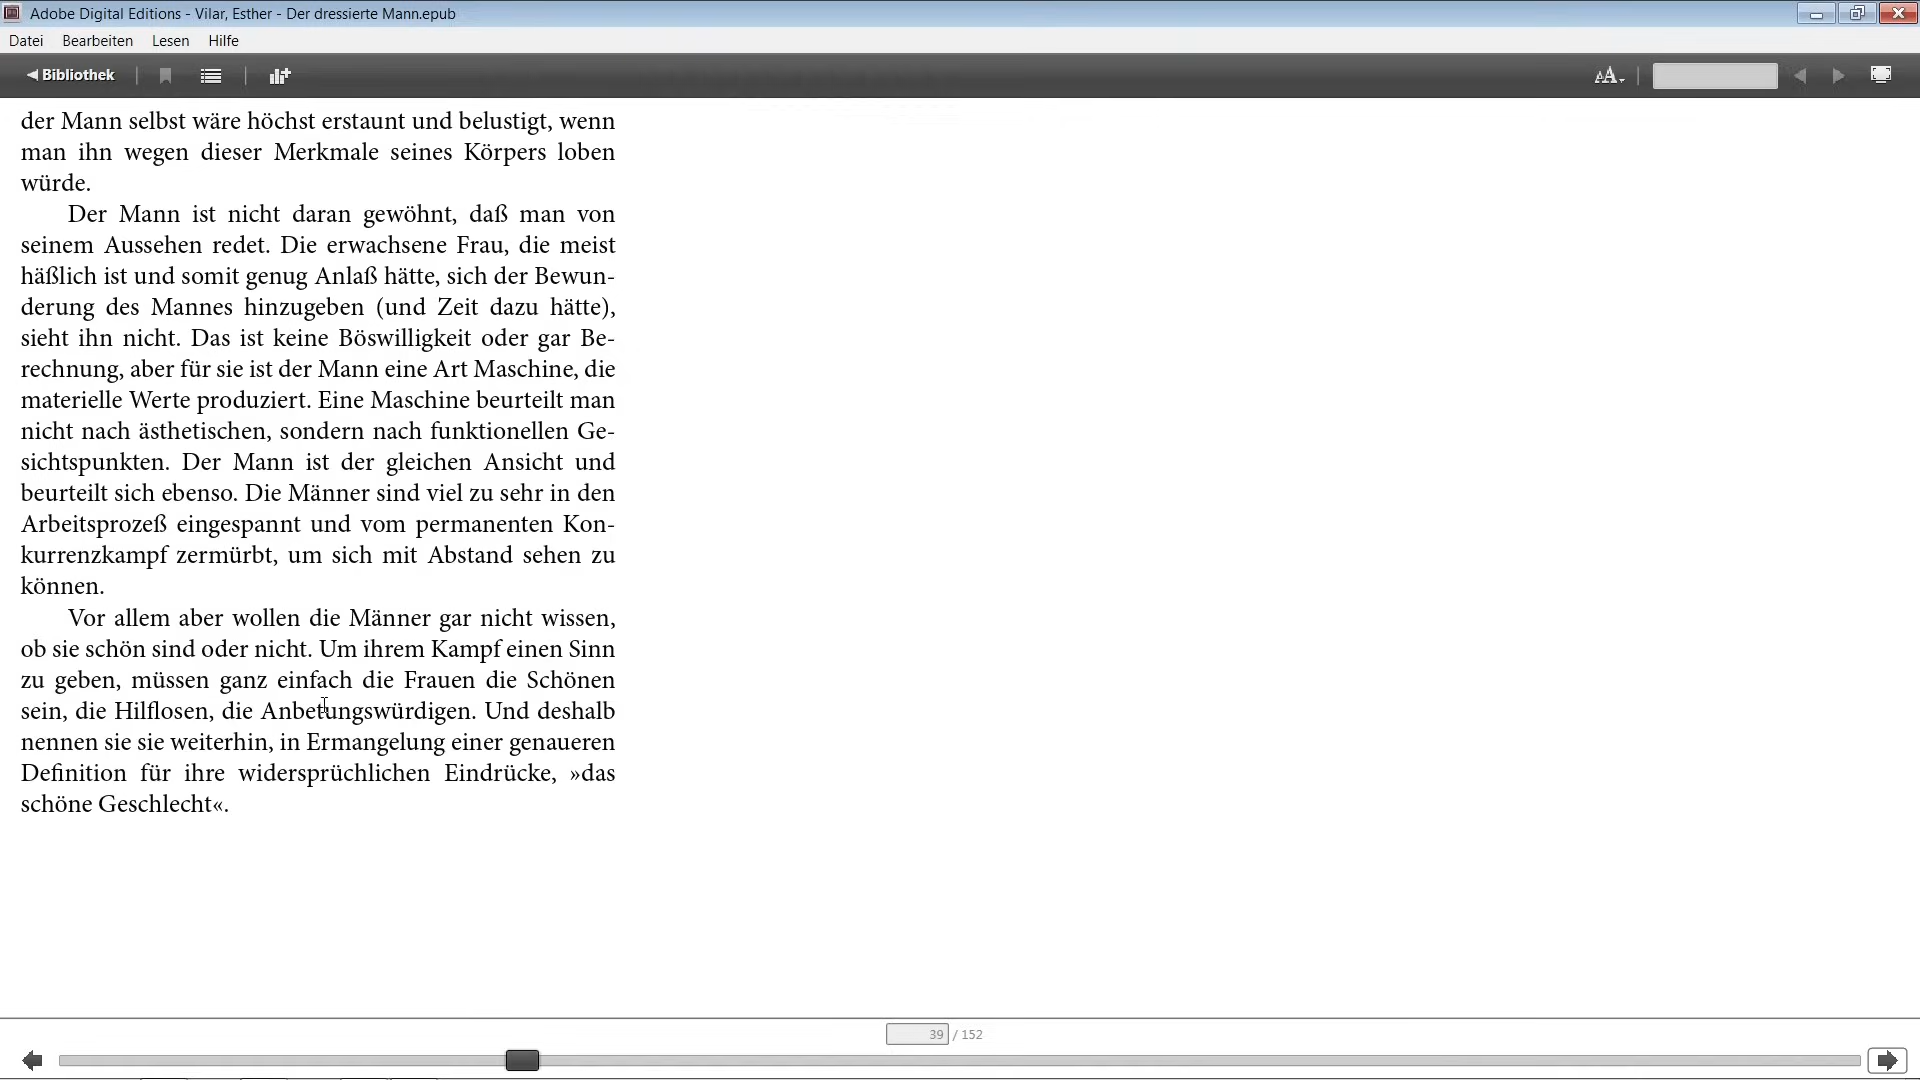 Adobe Digital Editions - Vilar, Esther - Der dressierte Mann.epub
Datei Bearbeiten Lesen Hilfe
Bibliothek
AA
der Mann selbst wäre höchst erstaunt und belustigt, wenn
man ihn wegen dieser Merkmale seines Körpers loben
würde.
Der Mann ist nicht daran gewöhnt, daß man von
seinem Aussehen redet. Die erwachsene Frau, die meist
häßlich ist und somit genug Anlaß hätte, sich der Bewun-
derung des Mannes hinzugeben (und Zeit dazu hätte),
sieht ihn nicht. Das ist keine Böswilligkeit oder gar Be-
rechnung, aber für sie ist der Mann eine Art Maschine, die
materielle Werte produziert. Eine Maschine beurteilt man
nicht nach ästhetischen, sondern nach funktionellen Ge-
sichtspunkten. Der Mann ist der gleichen Ansicht und
beurteilt sich ebenso. Die Männer sind viel zu sehr in den
Arbeitsprozeß eingespannt und vom permanenten Kon-
kurrenzkampf zermürbt, um sich mit Abstand sehen zu
können.
Vor allem aber wollen die Männer gar nicht wissen,
ob sie schön sind oder nicht. Um ihrem Kampf einen Sinn
zu geben, müssen ganz einfach die Frauen die Schönen
sein, die Hilflosen, die Anbetungswürdigen. Und deshalb
nennen sie sie weiterhin, in Ermangelung einer genaueren
Definition für ihre widersprüchlichen Eindrücke, »das
schöne Geschlecht«.
39 / 152